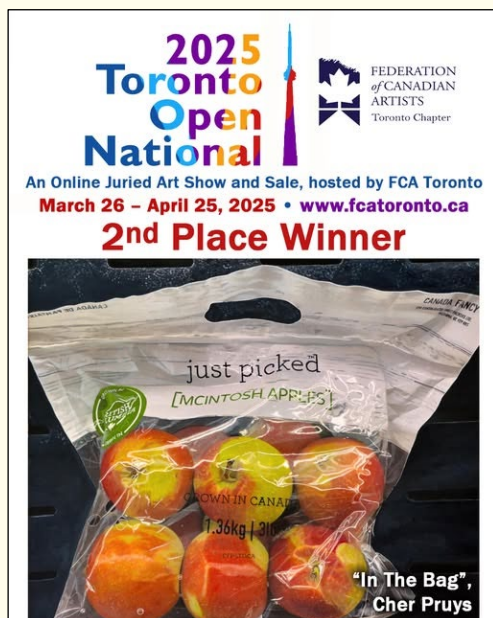 2025
Toronto
Open
National
FEDERATION
of CANADIAN
ARTISTS
Toronto Chapter
An Online Juried Art Show and Sale, hosted by FCA Toronto
March 26 – April 25, 2025 • www.fcatoronto.ca
2nd Place Winner
CANADA FANCY
just picked
[MCINTOSH APPLES]
GROWN IN CANADA
1.36kg | 3lb
"In The Bag",
Cher Pruys